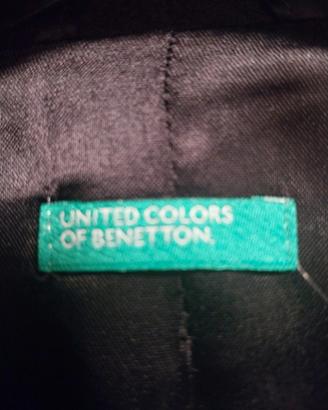 UNITED COLORS
OF BENETTON.